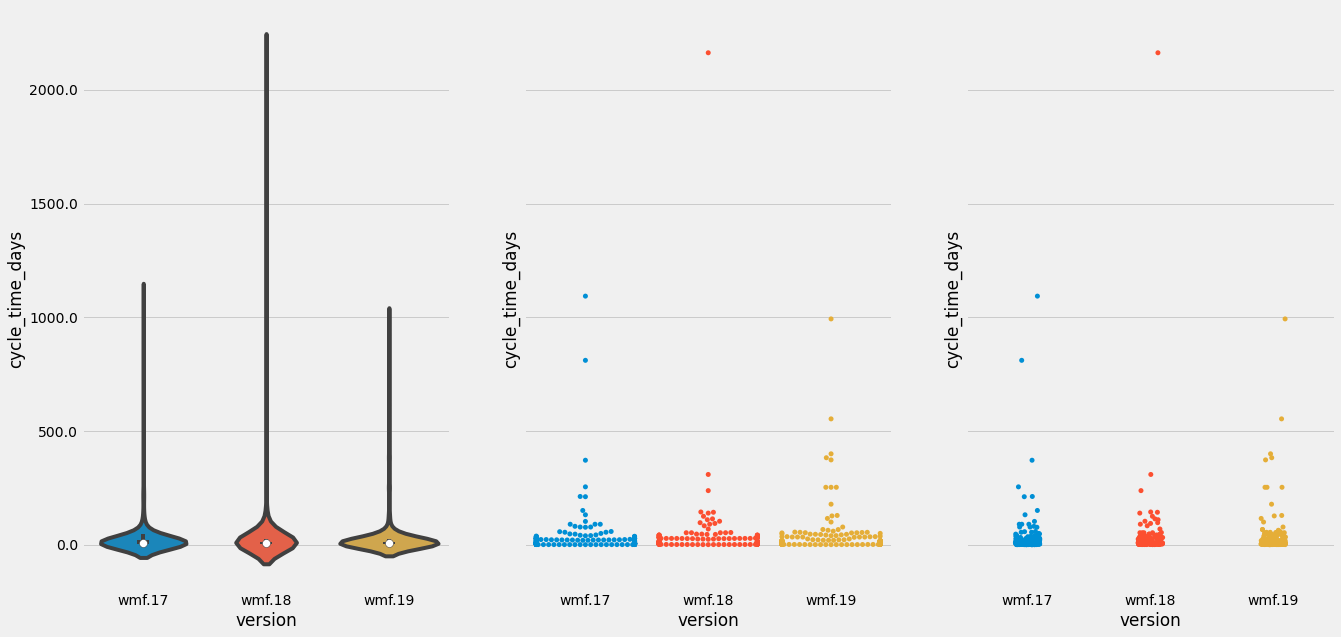 2000.0
1500.0
1000.0
500.0
0.0
cycle_time_days
wmf.17 wmf.18 wmf.19
version
cycle_time_days
wmf.17 wmf.18 wmf.19
version
cycle_time_days
wmf.17 wmf.18 wmf.19
version